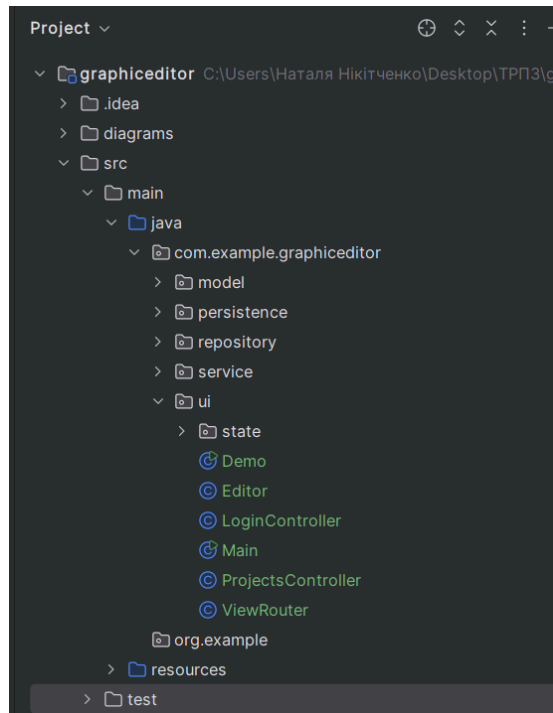 Project
graphiceditor C:\Users\Наталя Нікітченко\Desktop\ТРПЗ\g
.idea
diagrams
src
main
java
com.example.graphiceditor
model
persistence
repository
service
ui
state
Demo
Editor
LoginController
Main
ProjectsController
ViewRouter
org.example
resources
test